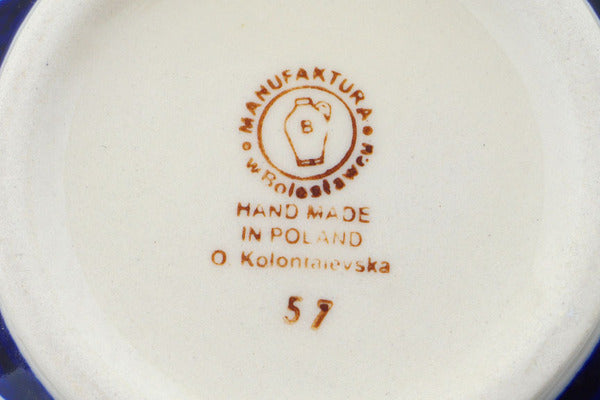 MANUFAKTURA
w Bolesławcu
B
HAND MADE
IN POLAND
O. Kolontaievska
57